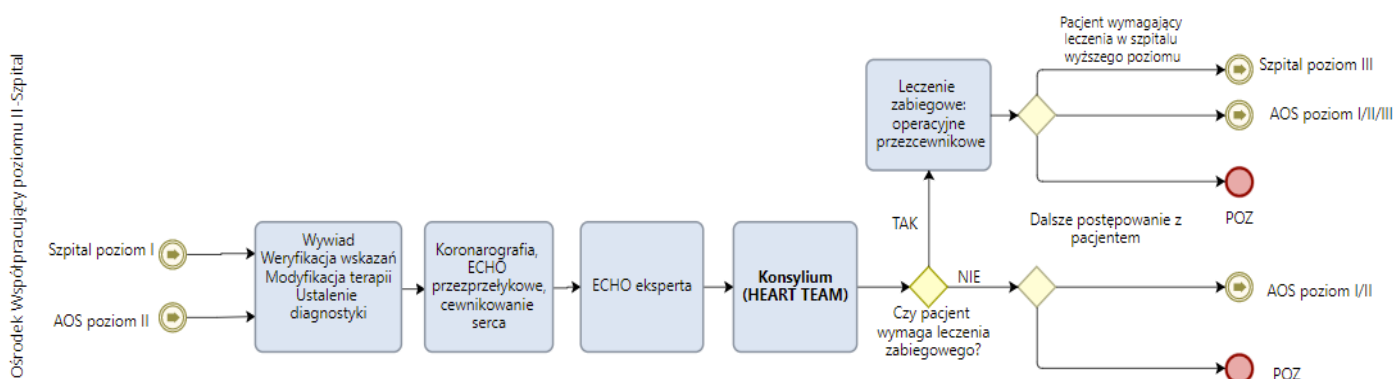 Ośrodek Współpracujący poziomu II -Szpital
Szpital poziom I
AOS poziom II
Wywiad
Weryfikacja wskazań
Modyfikacja terapii
Ustalenie
diagnostyki
Koronarografia,
ECHO
przezprzełykowe,
cewnikowanie
serca
ECHO eksperta
Konsylium
(HEART TEAM)
TAK
NIE
Czy pacjent
wymaga leczenia
zabiegowego?
Leczenie
zabiegowe:
operacyjne
przezcewnikowe
Pacjent wymagający
leczenia w szpitalu
wyższego poziomu
Szpital poziom III
AOS poziom I/II/III
POZ
Dalsze postępowanie z
pacjentem
AOS poziom I/II
POZ